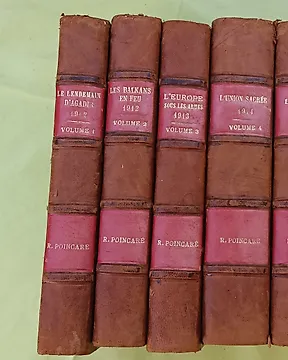 LE LENDEMAIN
D'AGADIR
1912
VOLUME 1
R. POINCARÉ
LES BALKANS
EN FEU
1912
VOLUME 2
R. POINCARÉ
L'EUROPE
SOUS LES ARMES
1913
VOLUME 3
R. POINCARÉ
L'UNION SACRÉE
1914
VOLUME 4
R. POINCARÉ